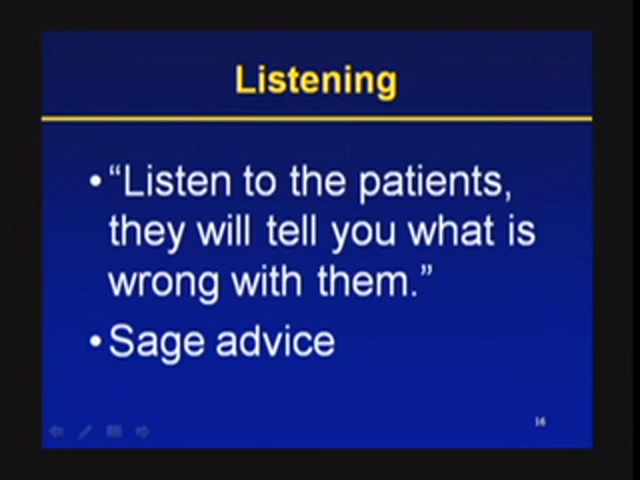 Listening
• “Listen to the patients,
they will tell you what is
wrong with them.”
• Sage advice
16